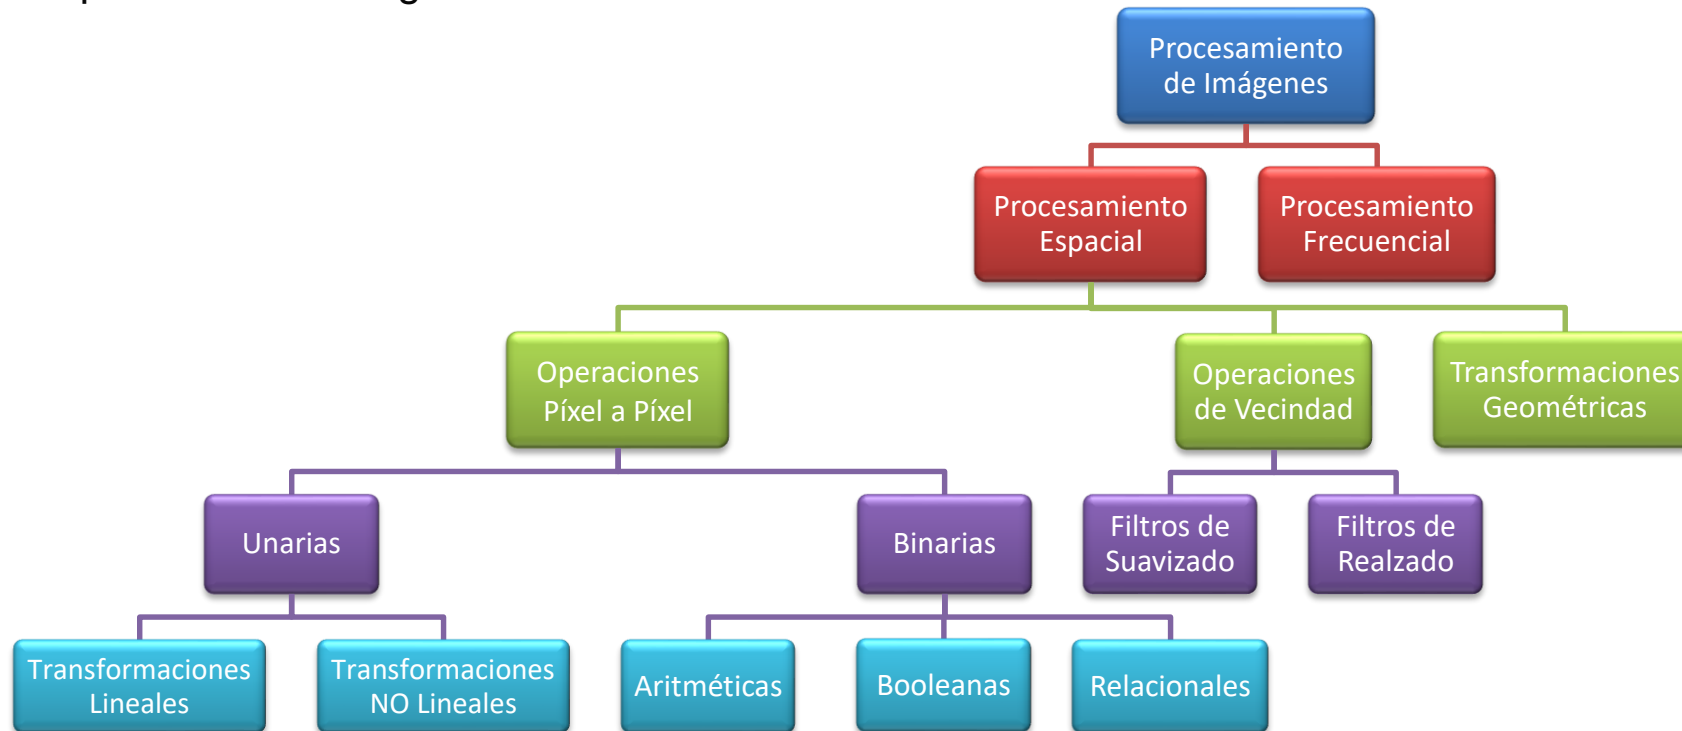 Procesamiento
de Imágenes
Procesamiento
Espacial
Procesamiento
Frecuencial
Operaciones
Píxel a Píxel
Operaciones
de Vecindad
Transformaciones
Geométricas
Unarias
Binarias
Filtros de
Suavizado
Filtros de
Realzado
Transformaciones
Lineales
Transformaciones
NO Lineales
Aritméticas
Booleanas
Relacionales